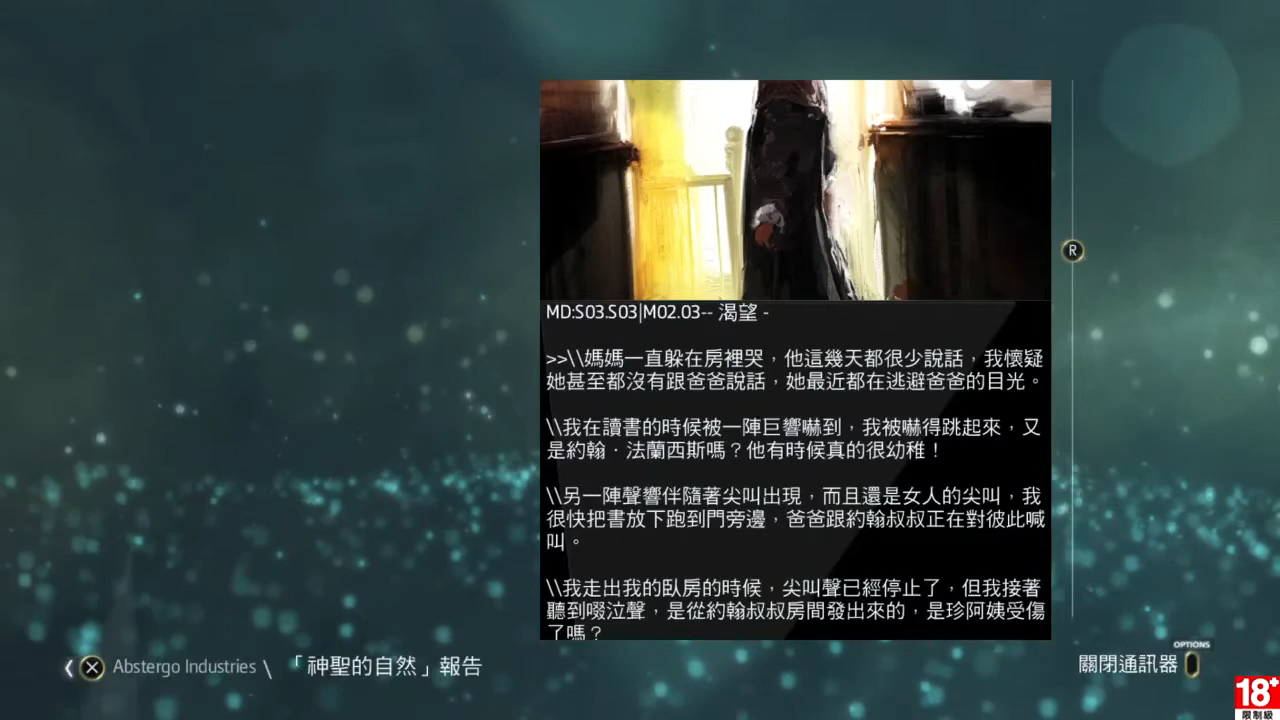 MD:S03.S03|M02.03-- 渴望 -
>>\\媽媽一直躲在房裡哭，他這幾天都很少說話，我懷疑
她甚至都沒有跟爸爸說話，她最近都在逃避爸爸的目光。
\\我在讀書的時候被一陣巨響嚇到，我被嚇得跳起來，又
是約翰．法蘭西斯嗎？他有時候真的很幼稚！
\\另一陣聲響伴隨著尖叫出現，而且還是女人的尖叫，我
很快把書放下跑到門旁邊，爸爸跟約翰叔叔正在對彼此喊
叫。
\\我走出我的臥房的時候，尖叫聲已經停止了，但我接著
聽到啜泣聲，是從約翰叔叔房間發出來的，是珍阿姨受傷
了嗎？
R
Abstergo Industries \ 「神聖的自然」報告
OPTIONS
關閉通訊器
18+
限制級